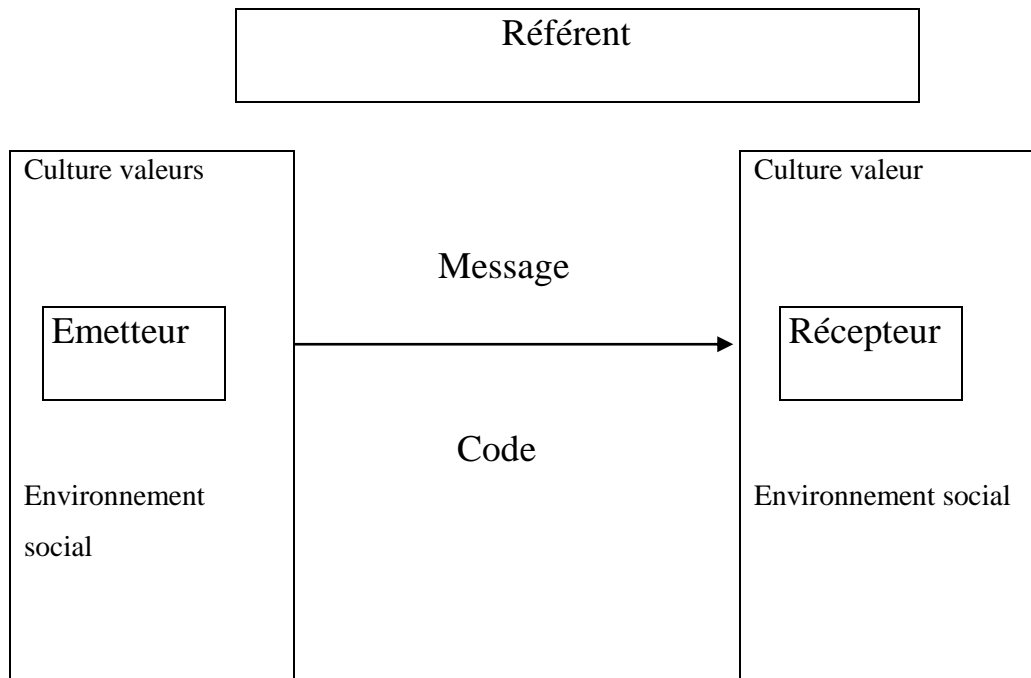 Référent
Culture valeurs
Culture valeur
Message
Emetteur
Récepteur
Code
Environnement
social
Environnement social